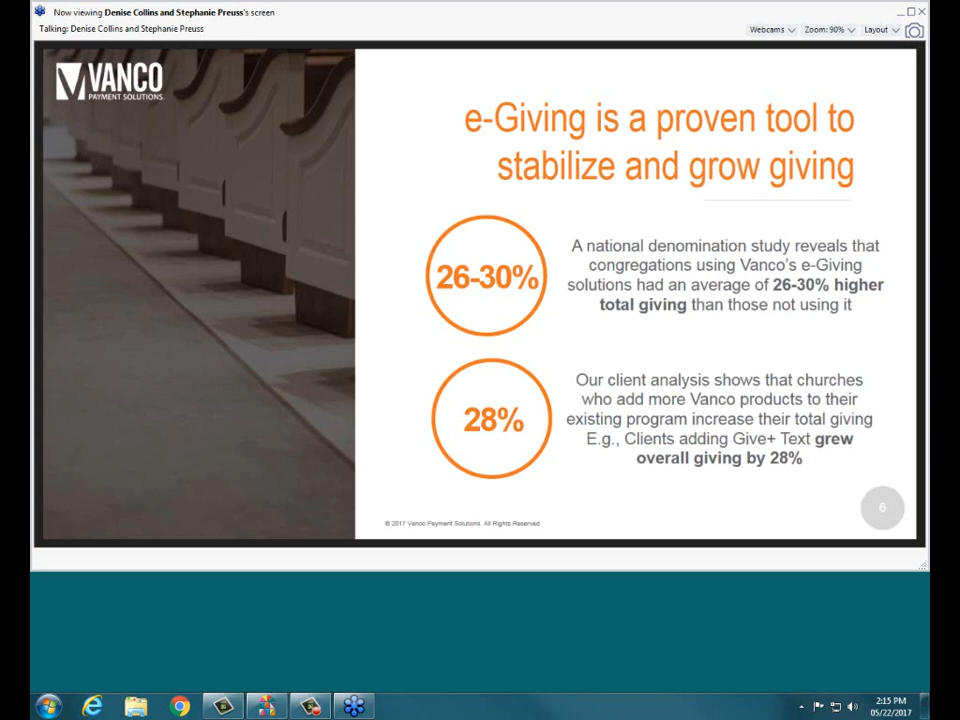 Now viewing Denise Collins and Stephanie Preuss's screen
Talking: Denise Collins and Stephanie Preuss
Webcams
Zoom: 90%
Layout
VANCO
PAYMENT SOLUTIONS
e-Giving is a proven tool to
stabilize and grow giving
26-30%
A national denomination study reveals that
congregations using Vanco's e-Giving
solutions had an average of 26-30% higher
total giving than those not using it
28%
Our client analysis shows that churches
who add more Vanco products to their
existing program increase their total giving
E.g., Clients adding Give+ Text grew
overall giving by 28%
6
© 2017 Vanco Payment Solutions. All Rights Reserved
2:15 PM
05/22/2017